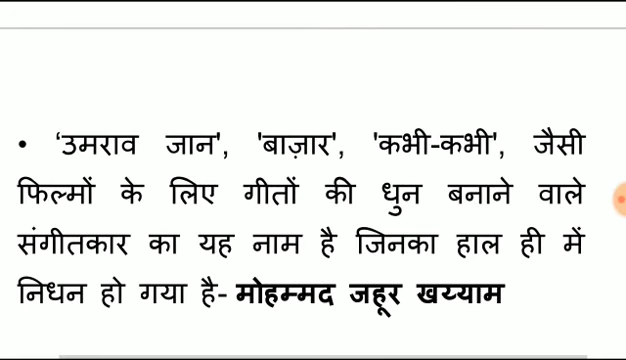 • 'उमराव जान', 'बाज़ार', 'कभी-कभी', जैसी
फिल्मों के लिए गीतों की धुन बनाने वाले
संगीतकार का यह नाम है जिनका हाल ही में
निधन हो गया है- मोहम्मद जहूर खय्याम